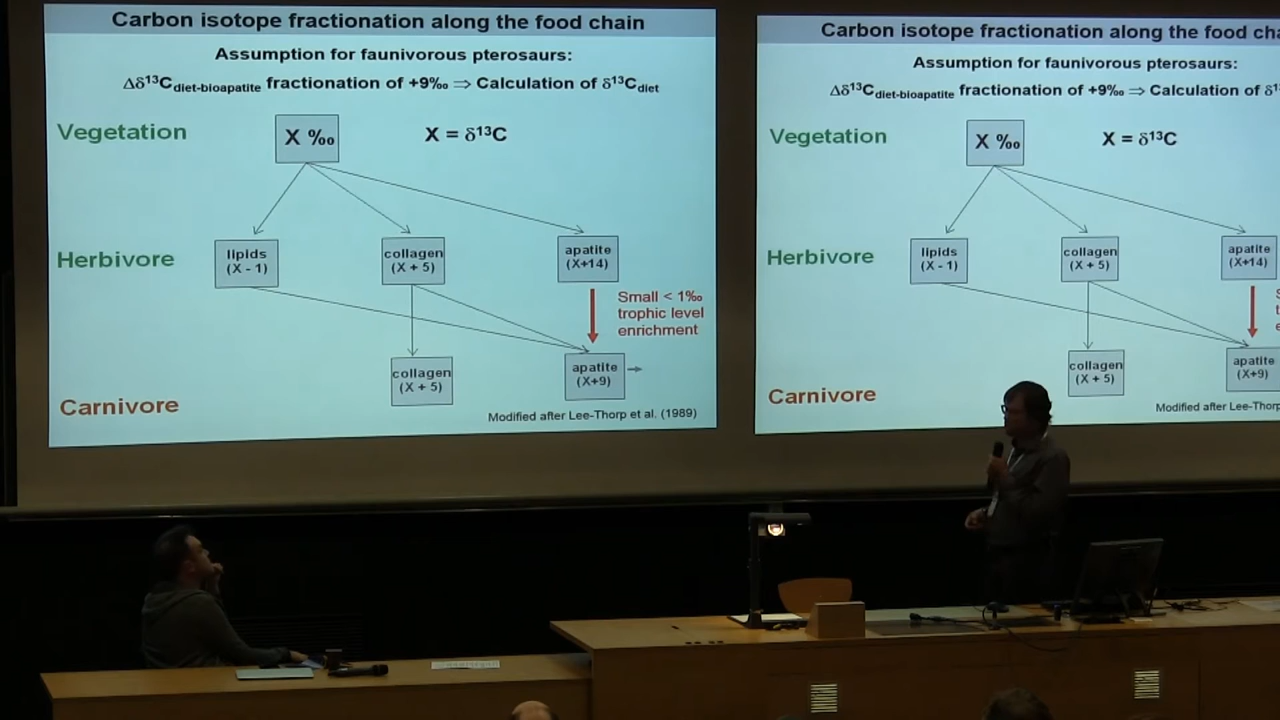 Carbon isotope fractionation along the food chain
Assumption for faunivorous pterosaurs:
Δδ¹³Cdiet-bioapatite fractionation of +9‰ ⇒ Calculation of δ¹³Cdiet
Vegetation
X ‰
X = δ¹³C
Herbivore
lipids
(X - 1)
collagen
(X + 5)
apatite
(X+14)
Small < 1‰
trophic level
enrichment
Carnivore
collagen
(X + 5)
apatite
(X+9)
Modified after Lee-Thorp et al. (1989)
Carbon isotope fractionation along the food cha
Assumption for faunivorous pterosaurs:
Δδ¹³Cdiet-bioapatite fractionation of +9‰ ⇒ Calculation of δ¹
Vegetation
X ‰
X = δ¹³C
Herbivore
lipids
(X - 1)
collagen
(X + 5)
apatite
(X+14)
S
t
e
Carnivore
collagen
(X + 5)
apatite
(X+9)
Modified after Lee-Thorp